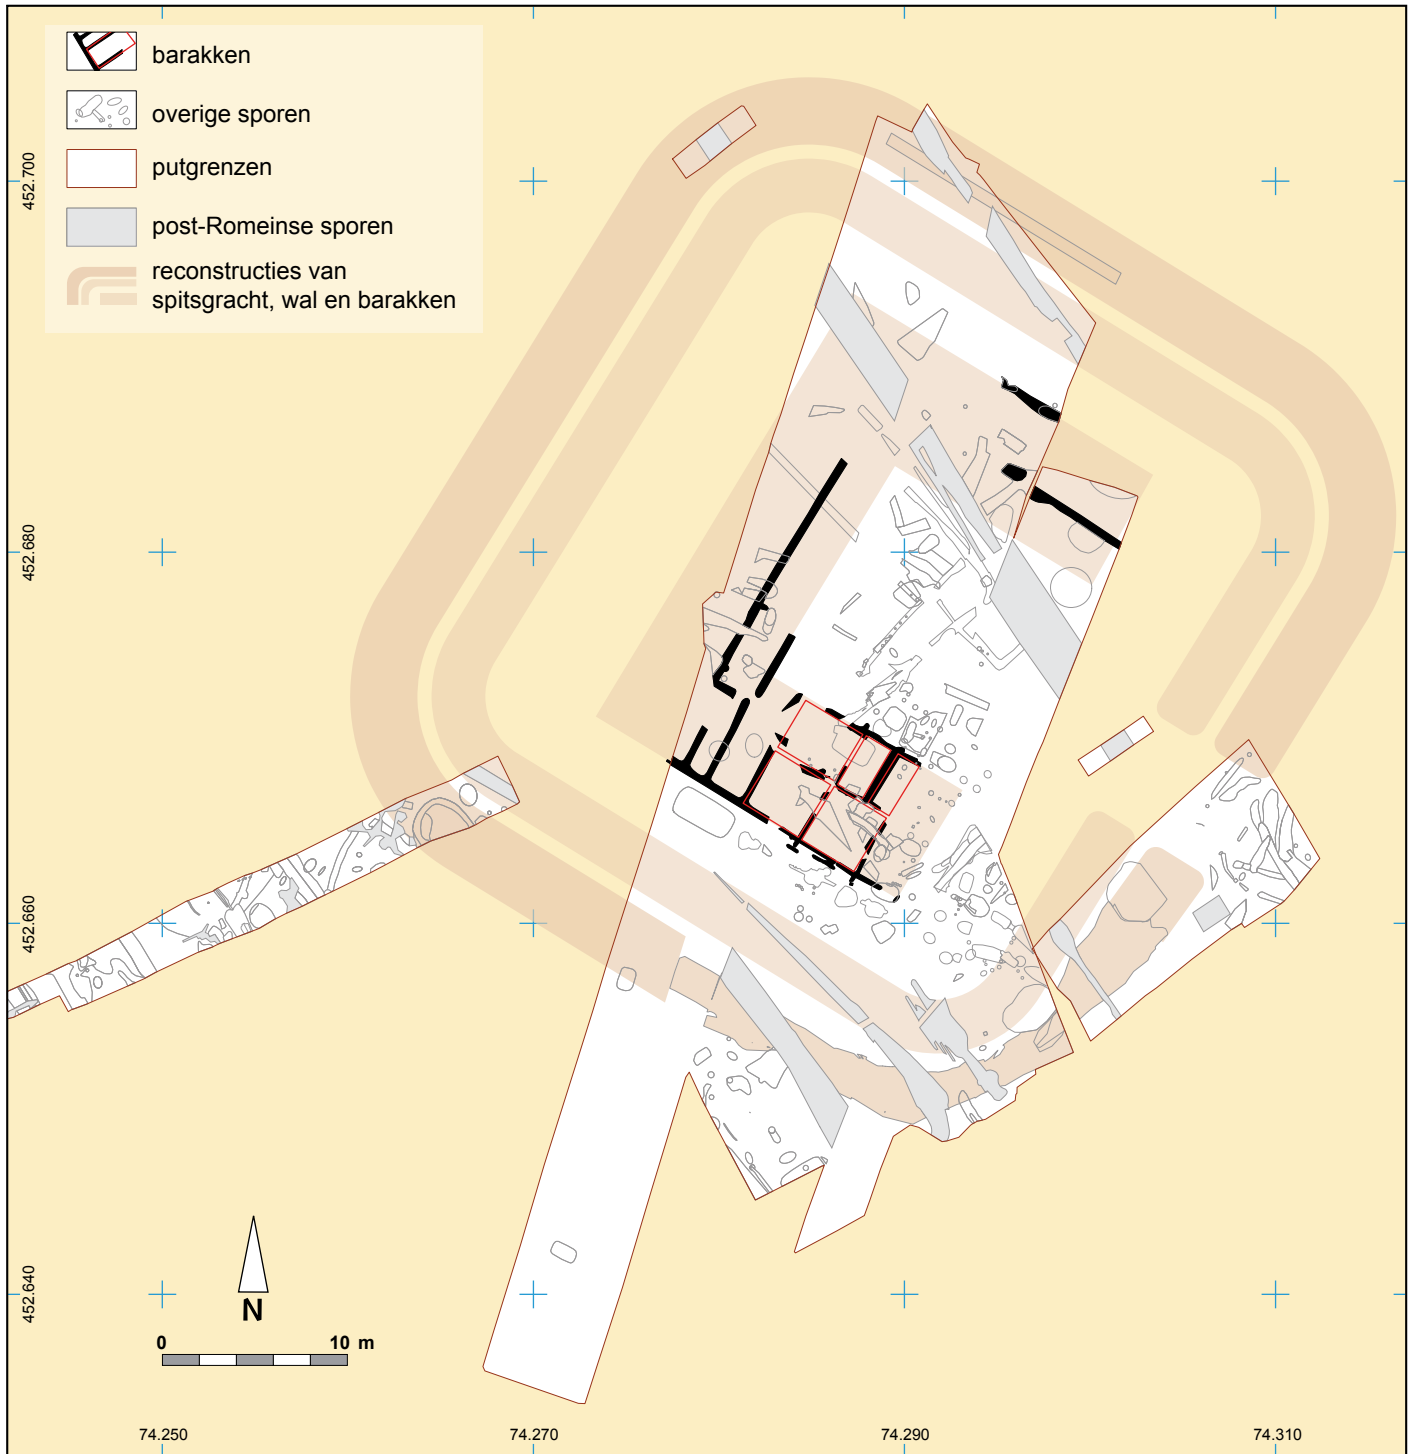 barakken
overige sporen
putgrenzen
post-Romeinse sporen
reconstructies van
spitsgracht, wal en barakken
452.700
452.680
452.660
452.640
N
0 10 m
74.250 74.270 74.290 74.310